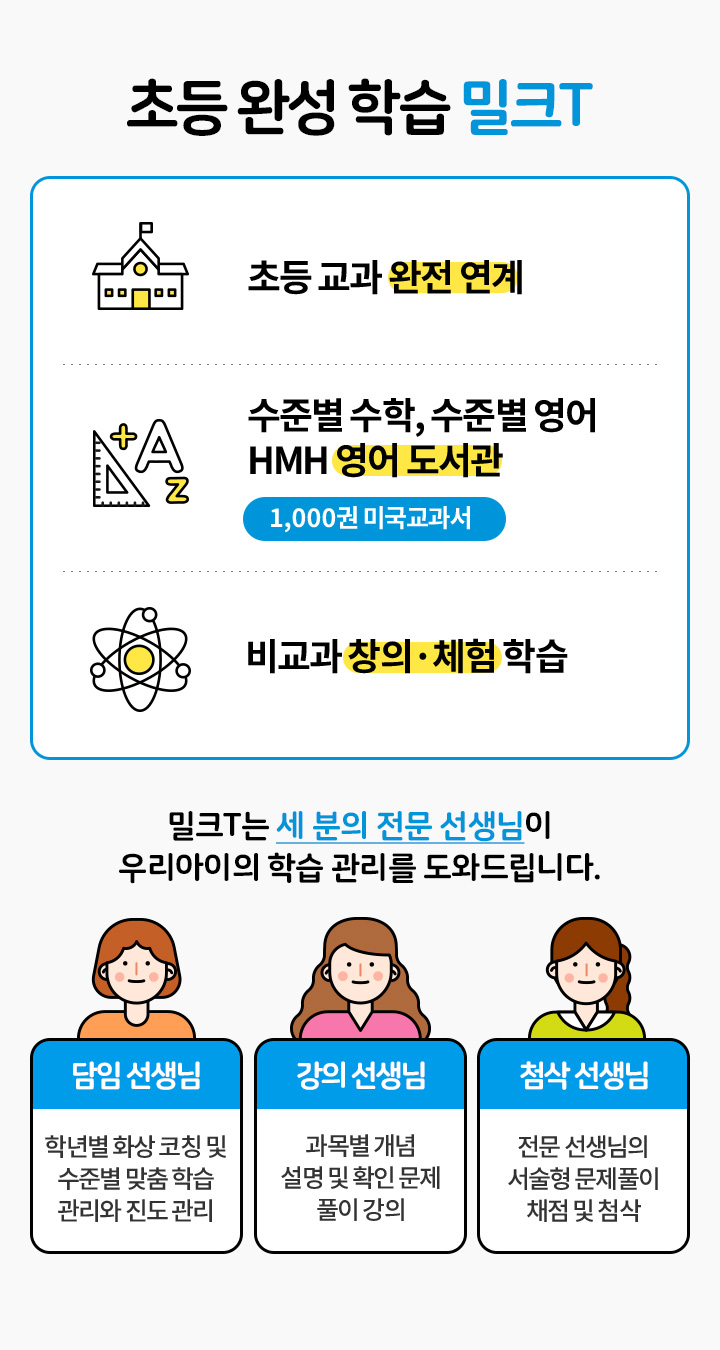 초등 완성 학습 밀크T
초등 교과 완전 연계
수준별 수학, 수준별 영어
HMH 영어 도서관
1,000권 미국교과서
비교과 창의·체험 학습
밀크T는 세 분의 전문 선생님이
우리아이의 학습 관리를 도와드립니다.
담임 선생님
학년별 화상 코칭 및
수준별 맞춤 학습
관리와 진도 관리
강의 선생님
과목별 개념
설명 및 확인 문제
풀이 강의
첨삭 선생님
전문 선생님의
서술형 문제풀이
채점 및 첨삭